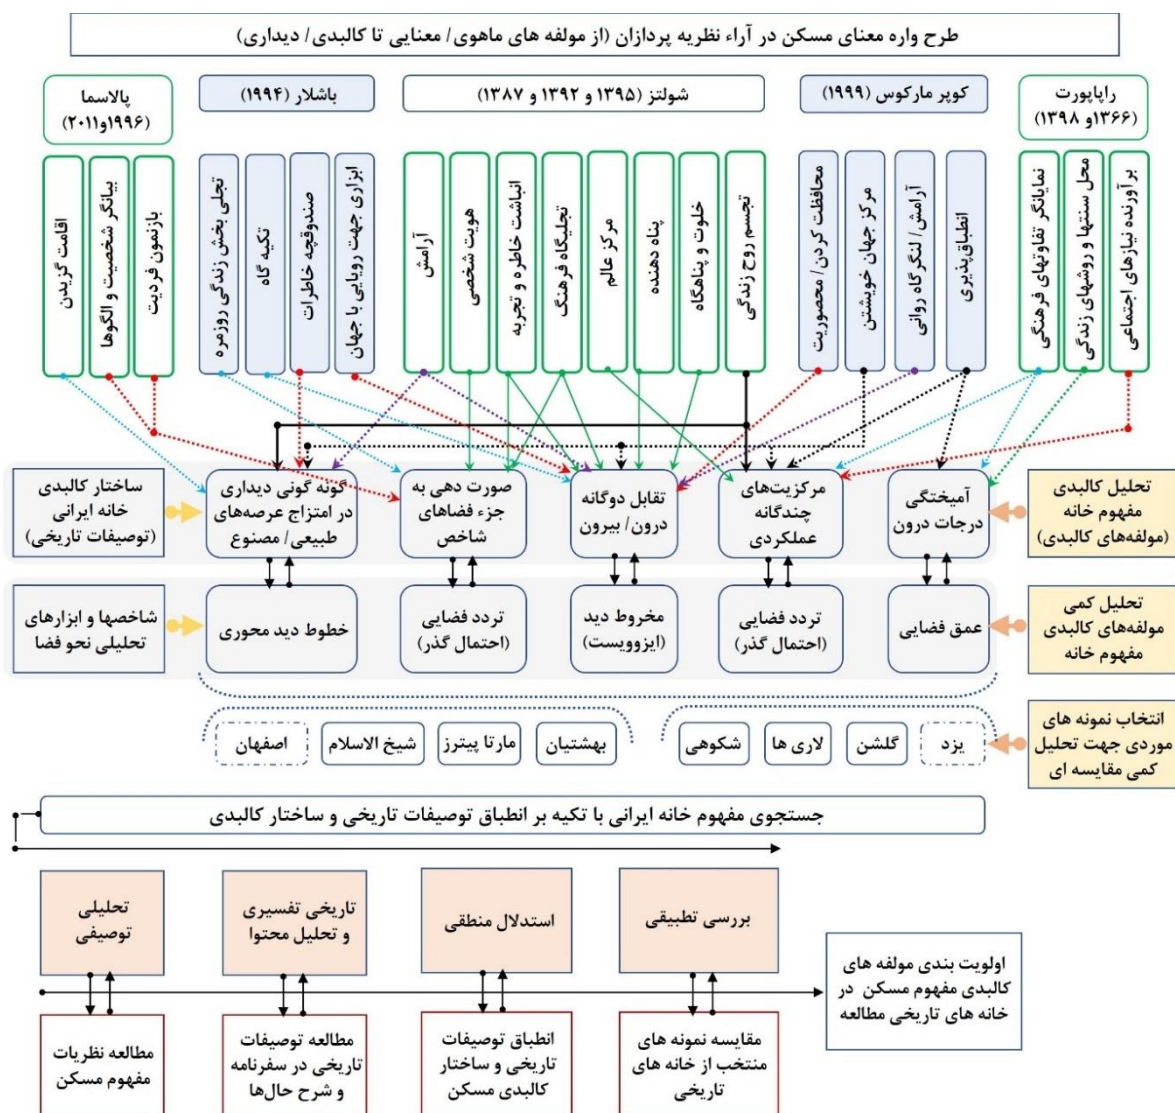 طرح واره معنای مسکن در آراء نظریه پردازان (از مولفه های ماهوی/ معنایی تا کالبدی/ دیداری)
راپاپورت
(۱۳۶۶و ۱۳۹۸)
کوپر مارکوس (۱۹۹۹)
شولتز (۱۳۹۵ و ۱۳۹۲ و ۱۳۸۷)
باشلار (۱۹۹۴)
پالاسما
(۱۹۹۶و۲۰۱۱)
برآورنده نیازهای اجتماعی
محل سنتها و روشهای زندگی
نمایانگر تفاوتهای فرهنگی
انطباق‌پذیری
آرامش/ لنگرگاه روانی
مرکز جهان خویشتن
محافظت کردن/ محصوریت
تجسم روح زندگی
خلوت و پناهگاه
پناه دهنده
مرکز عالم
تجلیگاه فرهنگ
انباشت خاطره و تجربه
هویت شخصی
آرامش
ابزاری جهت رویایی با جهان
صندوقچه خاطرات
تکیه گاه
تجلی بخش زندگی روزمره
بازنمون فردیت
بیانگر شخصیت و الگوها
اقامت گزیدن
تحلیل کالبدی
مفهوم خانه
(مولفه‌های کالبدی)
آمیختگی
درجات درون
مرکزیت‌های
چندگانه
عملکردی
تقابل دوگانه
درون/ بیرون
صورت دهی به
جزء فضاهای
شاخص
گونه گونی دیداری
در امتزاج عرصه‌های
طبیعی/ مصنوع
ساختار کالبدی
خانه ایرانی
(توصیفات تاریخی)
تحلیل کمی
مولفه‌های کالبدی
مفهوم خانه
عمق فضایی
تردد فضایی
(احتمال گذر)
مخروط دید
(ایزوویست)
تردد فضایی
(احتمال گذر)
خطوط دید محوری
شاخصها و ابزارهای
تحلیلی نحو فضا
انتخاب نمونه های
موردی جهت تحلیل
کمی مقایسه ای
یزد
گلشن
لاری ها
شکوهی
بهشتیان
مارتا پیترز
شیخ الاسلام
اصفهان
جستجوی مفهوم خانه ایرانی با تکیه بر انطباق توصیفات تاریخی و ساختار کالبدی
بررسی تطبیقی
استدلال منطقی
تاریخی تفسیری
و تحلیل محتوا
تحلیلی
توصیفی
اولویت بندی مولفه های
کالبدی مفهوم مسکن در
خانه های تاریخی مطالعه
مقایسه نمونه های
منتخب از خانه های
تاریخی
انطباق توصیفات
تاریخی و ساختار
کالبدی مسکن
مطالعه توصیفات
تاریخی در سفرنامه
و شرح حال‌ها
مطالعه نظریات
مفهوم مسکن